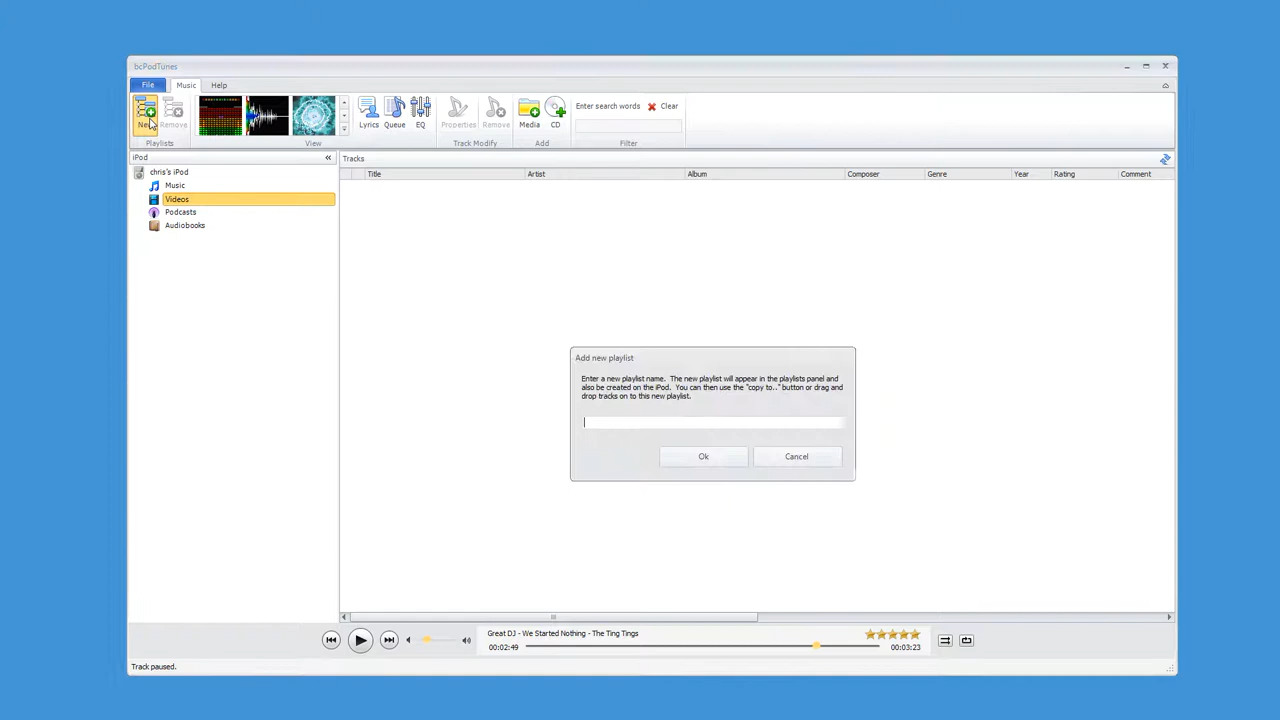 bcPodTunes
File Music Help
New Remove Lyrics Queue EQ Properties Remove Media CD Enter search words Clear
Playlists View Track Modify Add Filter
iPod
Tracks
chris's iPod
Music
Videos
Podcasts
Audiobooks
Title Artist Album Composer Genre Year Rating Comment
Add new playlist
Enter a new playlist name. The new playlist will appear in the playlists panel and
also be created on the iPod. You can then use the "copy to.." button or drag and
drop tracks on to this new playlist.
Ok Cancel
Great DJ - We Started Nothing - The Ting Tings
00:02:49 00:03:23
Track paused.